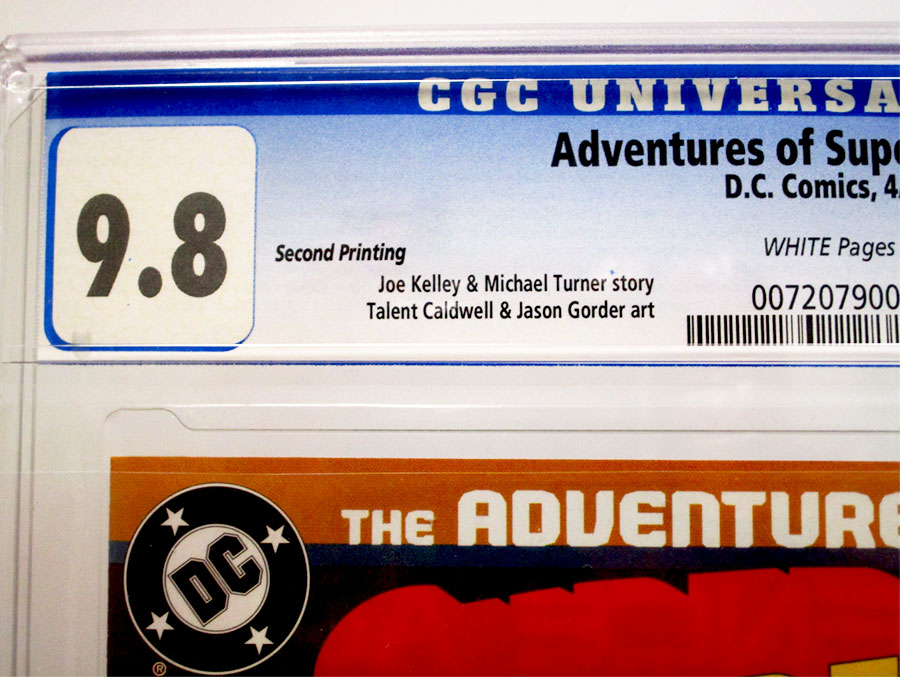 CGC UNIVERSA
Adventures of Supe
D.C. Comics, 4/
9.8
Second Printing
WHITE Pages
Joe Kelley & Michael Turner story
Talent Caldwell & Jason Gorder art
007207900
THE ADVENTURE
DC
®